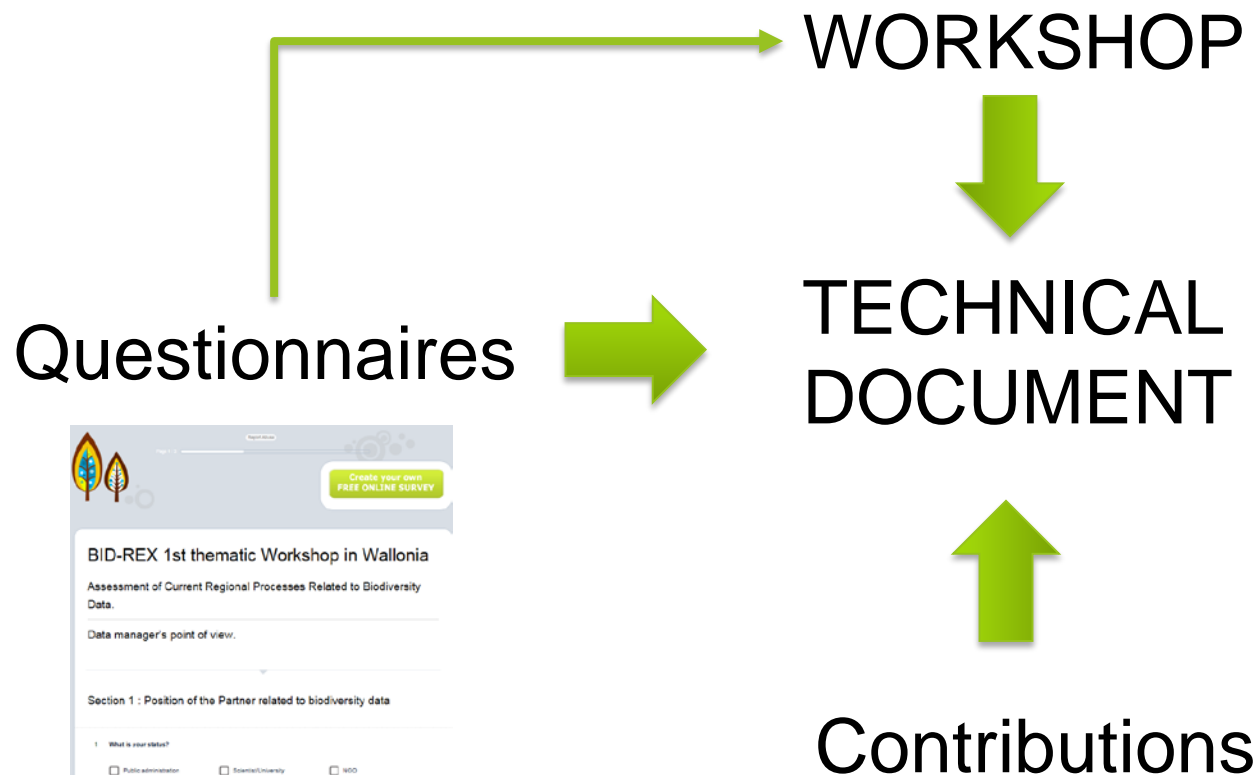 WORKSHOP
TECHNICAL
DOCUMENT
Questionnaires
Create your own
FREE ONLINE SURVEY
BID-REX 1st thematic Workshop in Wallonia
Assessment of Current Regional Processes Related to Biodiversity
Data.
Data manager's point of view.
Section 1 : Position of the Partner related to biodiversity data
1 What is your status?
Public administration Scientist/University NGO
Contributions